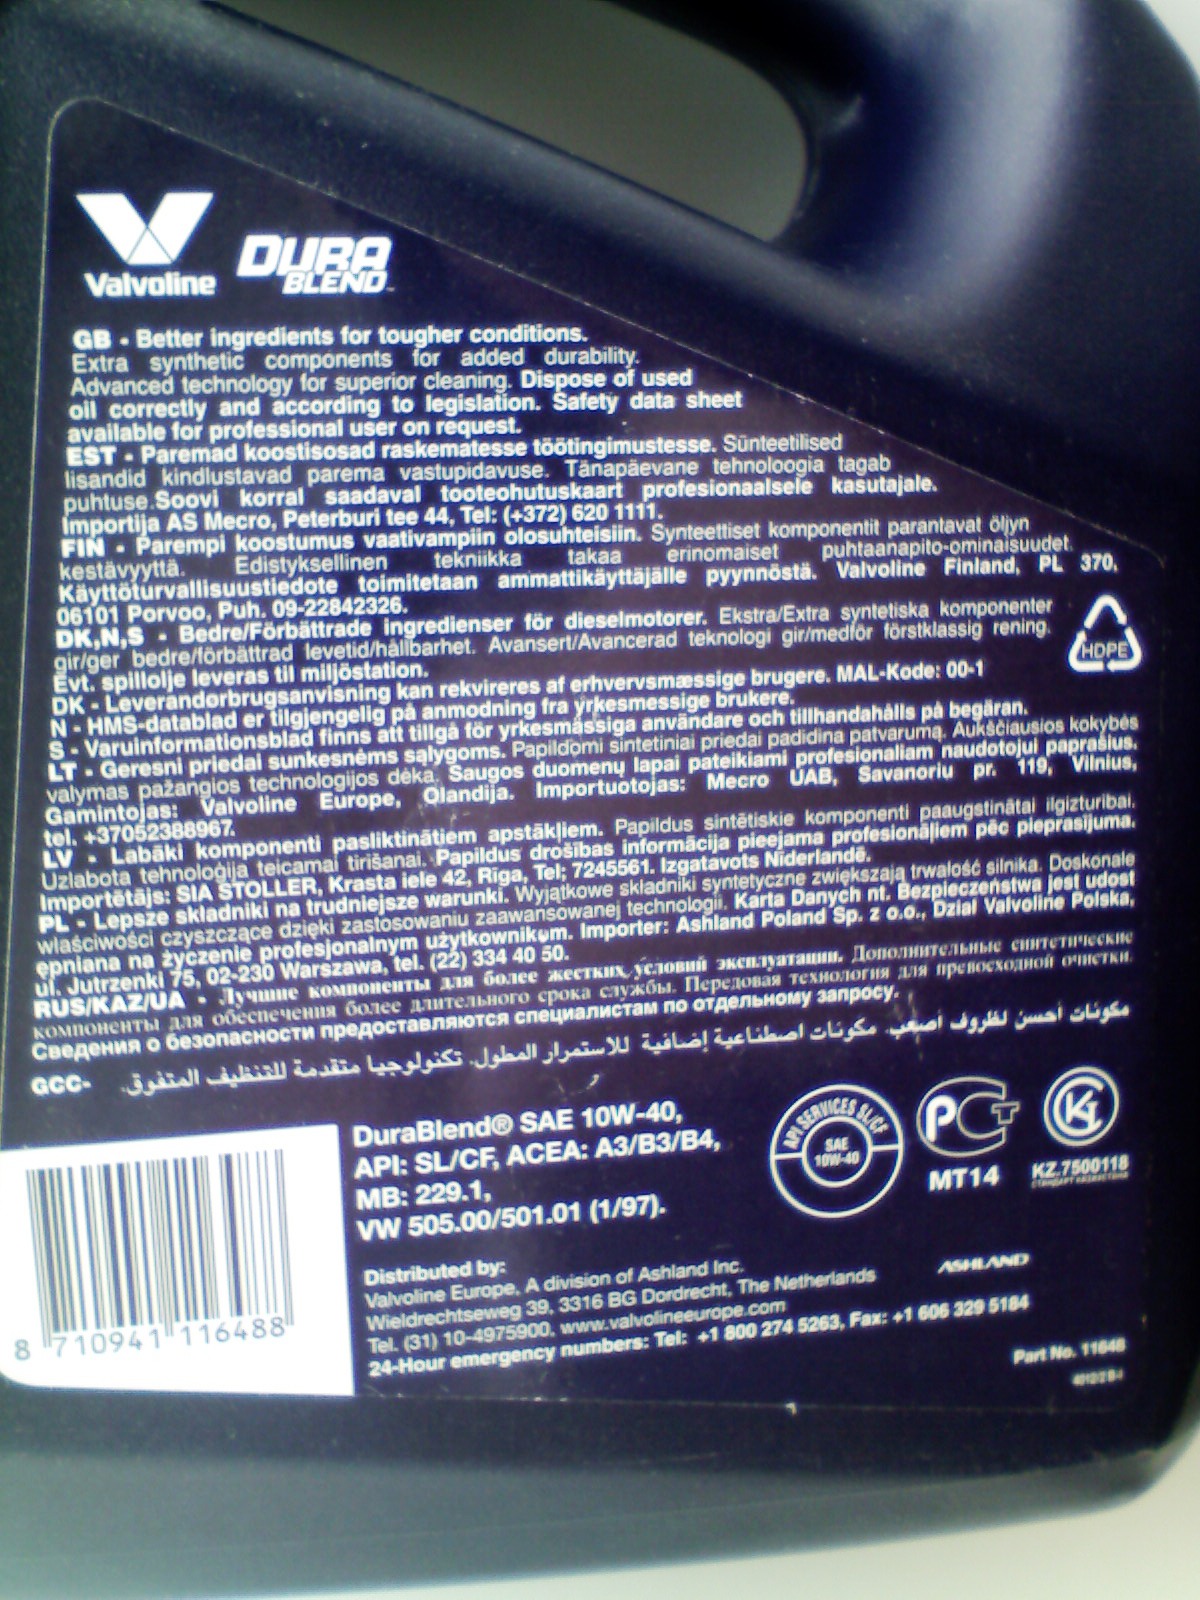 Valvoline
DURA
BLEND™
GB - Better ingredients for tougher conditions.
Extra synthetic components for added durability.
Advanced technology for superior cleaning. Dispose of used
oil correctly and according to legislation. Safety data sheet
available for professional user on request.
EST - Paremad koostisosad raskematesse töötingimustesse. Sünteetilised
lisandid kindlustavad parema vastupidavuse. Tänapäevane tehnoloogia tagab
puhtuse.Soovi korral saadaval tooteohutuskaart profesionaalsele kasutajale.
Importija AS Mecro, Peterburi tee 44, Tel: (+372) 620 1111.
FIN - Parempi koostumus vaativampiin olosuhteisiin. Synteettiset komponentit parantavat öljyn
kestävyyttä. Edistyksellinen tekniikka takaa erinomaiset puhtaanapito-ominaisuudet.
Käyttöturvallisuustiedote toimitetaan ammattikäyttäjälle pyynnöstä. Valvoline Finland, PL 370,
06101 Porvoo, Puh. 09-22842326.
DK,N,S - Bedre/Förbättrade ingredienser för dieselmotorer. Ekstra/Extra syntetiska komponenter
gir/ger bedre/förbättrad levetid/hållbarhet. Avansert/Avancerad teknologi gir/medför förstklassig rening.
Evt. spillolje leveras til miljöstation.
DK - Leverandørbrugsanvisning kan rekvireres af erhvervsmæssige brugere. MAL-Kode: 00-1
N - HMS-datablad er tilgjengelig på anmodning fra yrkesmessige brukere.
S - Varuinformationsblad finns att tillgå för yrkesmässiga användare och tillhandahålls på begäran.
LT - Geresni priedai sunkesnėms sąlygoms. Papildomi sintetiniai priedai padidina patvarumą. Aukščiausios kokybės
valymas pažangios technologijos dėka. Saugos duomenų lapai pateikiami profesionaliam naudotojui paprašius.
Gamintojas: Valvoline Europe, Olandija. Importuotojas: Mecro UAB, Savanoriu pr. 119, Vilnius,
tel. +37052388967.
LV - Labāki komponenti pasliktinātiem apstākļiem. Papildus sintētiskie komponenti paaugstinātai ilgizturībai.
Uzlabota tehnoloģija teicamai tīrīšanai. Papildus drošības informācija pieejama profesionāļiem pēc pieprasījuma.
Importētājs: SIA STOLLER, Krasta iele 42, Riga, Tel; 7245561. Izgatavots Nīderlandē.
PL - Lepsze składniki na trudniejsze warunki. Wyjątkowe składniki syntetyczne zwiększają trwałość silnika. Doskonałe
właściwości czyszczące dzięki zastosowaniu zaawansowanej technologii. Karta Danych nt. Bezpieczeństwa jest udost
ępniana na życzenie profesjonalnym użytkownikom. Importer: Ashland Poland Sp. z o.o., Dział Valvoline Polska,
ul. Jutrzenki 75, 02-230 Warszawa, tel. (22) 334 40 50.
RUS/KAZ/UA - Лучшие компоненты для более жестких условий эксплуатации. Дополнительные синтетические
компоненты для обеспечения более длительного срока службы. Передовая технология для превосходной очистки.
Сведения о безопасности предоставляются специалистам по отдельному запросу.
GCC- مكونات أحسن لظروف أصعب. مكونات اصطناعية إضافية للاستمرار المطول. تكنولوجيا متقدمة للتنظيف المتفوق.
HDPE
DuraBlend® SAE 10W-40,
API: SL/CF, ACEA: A3/B3/B4,
MB: 229.1,
VW 505.00/501.01 (1/97).
API SERVICES SL/CF
SAE
10W-40
PCT
MT14
KZ.7500118
Distributed by:
Valvoline Europe, A division of Ashland Inc.
Wieldrechtseweg 39, 3316 BG Dordrecht, The Netherlands
Tel. (31) 10-4975900, www.valvolineeurope.com
24-Hour emergency numbers: Tel: +1 800 274 5263, Fax: +1 606 329 5184
ASHLAND
Part No. 11648
8 710941 116488